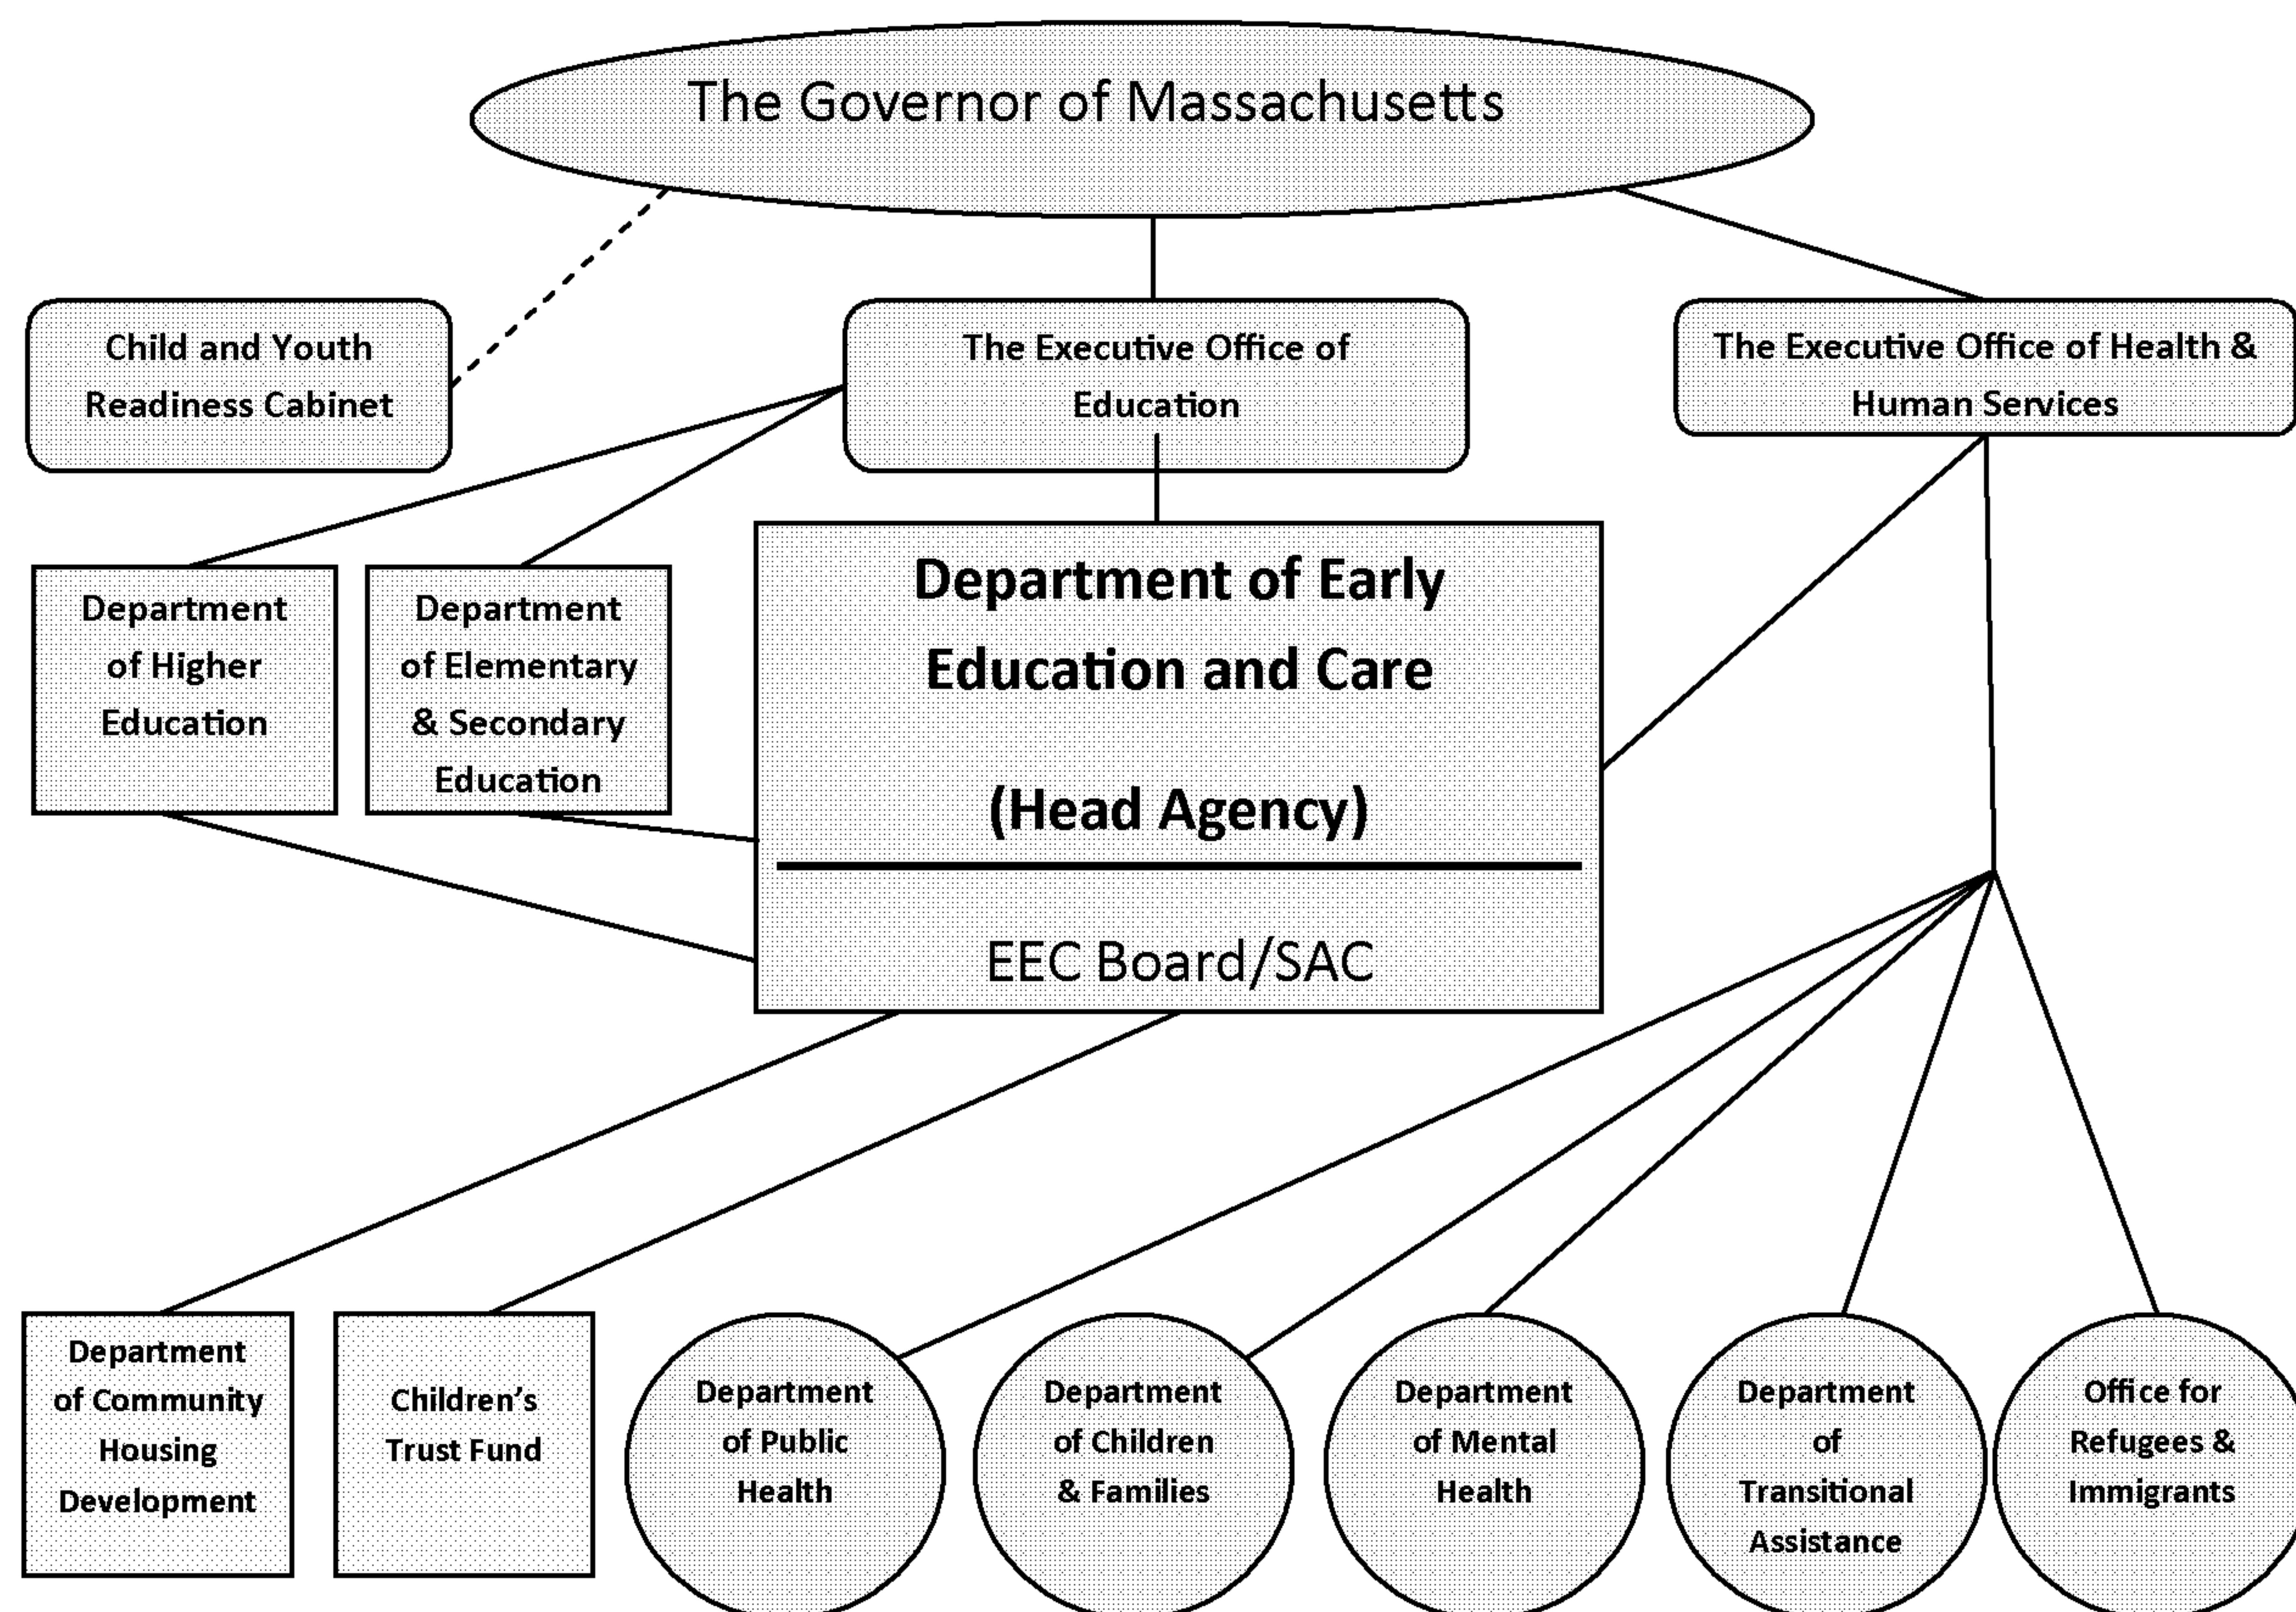 The Governor of Massachusetts
Child and Youth
Readiness Cabinet
The Executive Office of
Education
The Executive Office of Health &
Human Services
Department
of Higher
Education
Department
of Elementary
& Secondary
Education
Department of Early
Education and Care
(Head Agency)
EEC Board/SAC
Department
of Community
Housing
Development
Children’s
Trust Fund
Department
of Public
Health
Department
of Children
& Families
Department
of Mental
Health
Department
of
Transitional
Assistance
Office for
Refugees &
Immigrants